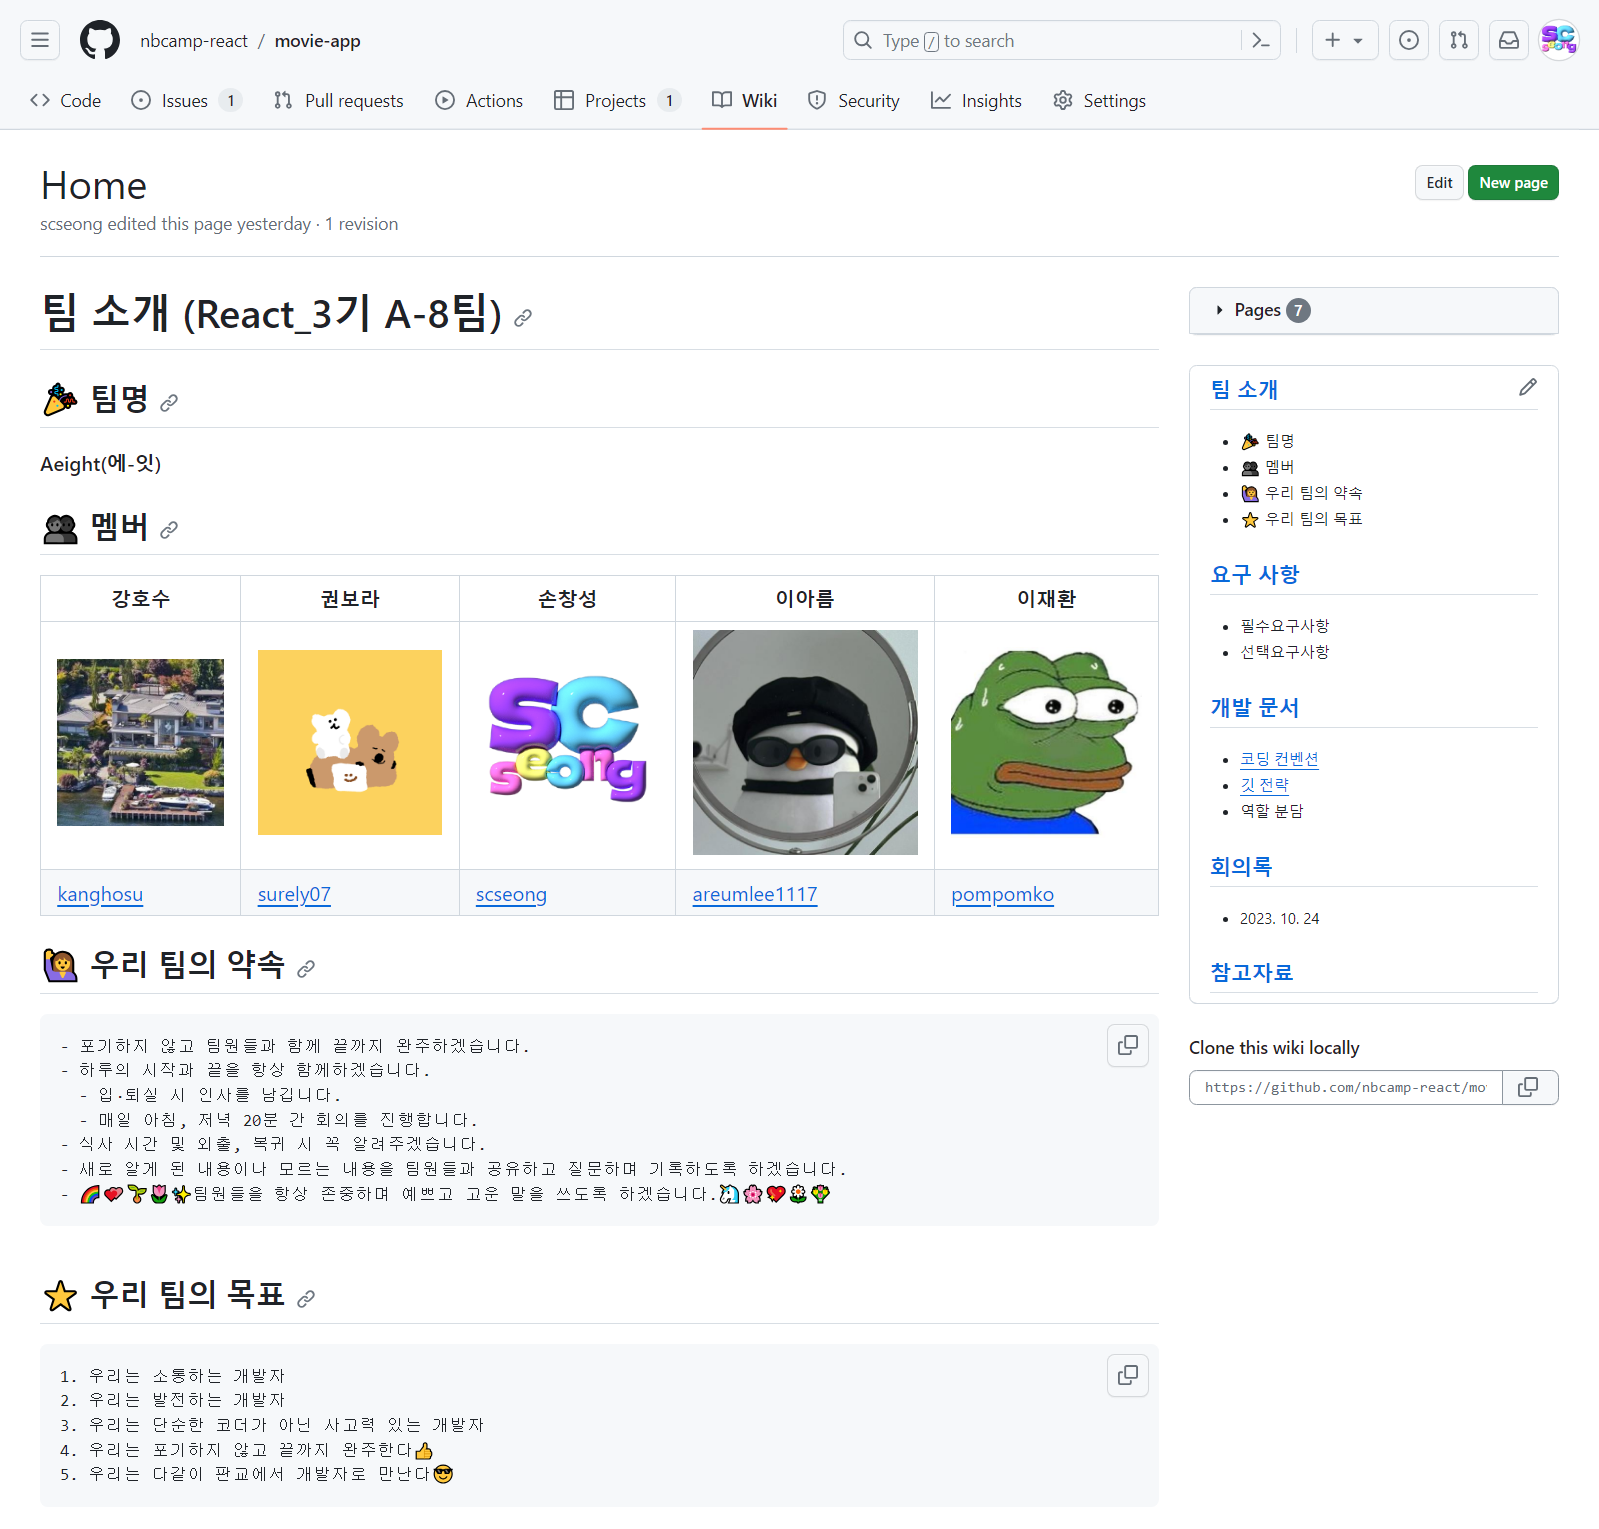 nbcamp-react / movie-app
Type / to search
Code
Issues 1
Pull requests
Actions
Projects 1
Wiki
Security
Insights
Settings
Home
Edit
New page
scseong edited this page yesterday · 1 revision
팀 소개 (React_3기 A-8팀)
🎉 팀명
Aeight(에-잇)
👥 멤버
강호수 권보라 손창성 이아름 이재환
SC
seong
kanghosu surely07 scseong areumlee1117 pompomko
🙋 우리 팀의 약속
- 포기하지 않고 팀원들과 함께 끝까지 완주하겠습니다.
- 하루의 시작과 끝을 항상 함께하겠습니다.
- 입·퇴실 시 인사를 남깁니다.
- 매일 아침, 저녁 20분 간 회의를 진행합니다.
- 식사 시간 및 외출, 복귀 시 꼭 알려주겠습니다.
- 새로 알게 된 내용이나 모르는 내용을 팀원들과 공유하고 질문하며 기록하도록 하겠습니다.
- 🌈💕🌱🌷✨팀원들을 항상 존중하며 예쁘고 고운 말을 쓰도록 하겠습니다.🦄🌸💖🌼💐
⭐ 우리 팀의 목표
1. 우리는 소통하는 개발자
2. 우리는 발전하는 개발자
3. 우리는 단순한 코더가 아닌 사고력 있는 개발자
4. 우리는 포기하지 않고 끝까지 완주한다👍
5. 우리는 다같이 판교에서 개발자로 만난다😎
Pages 7
팀 소개
• 🎉 팀명
• 👥 멤버
• 🙋 우리 팀의 약속
• ⭐ 우리 팀의 목표
요구 사항
• 필수요구사항
• 선택요구사항
개발 문서
• 코딩 컨벤션
• 깃 전략
• 역할 분담
회의록
• 2023. 10. 24
참고자료
Clone this wiki locally
https://github.com/nbcamp-react/mo